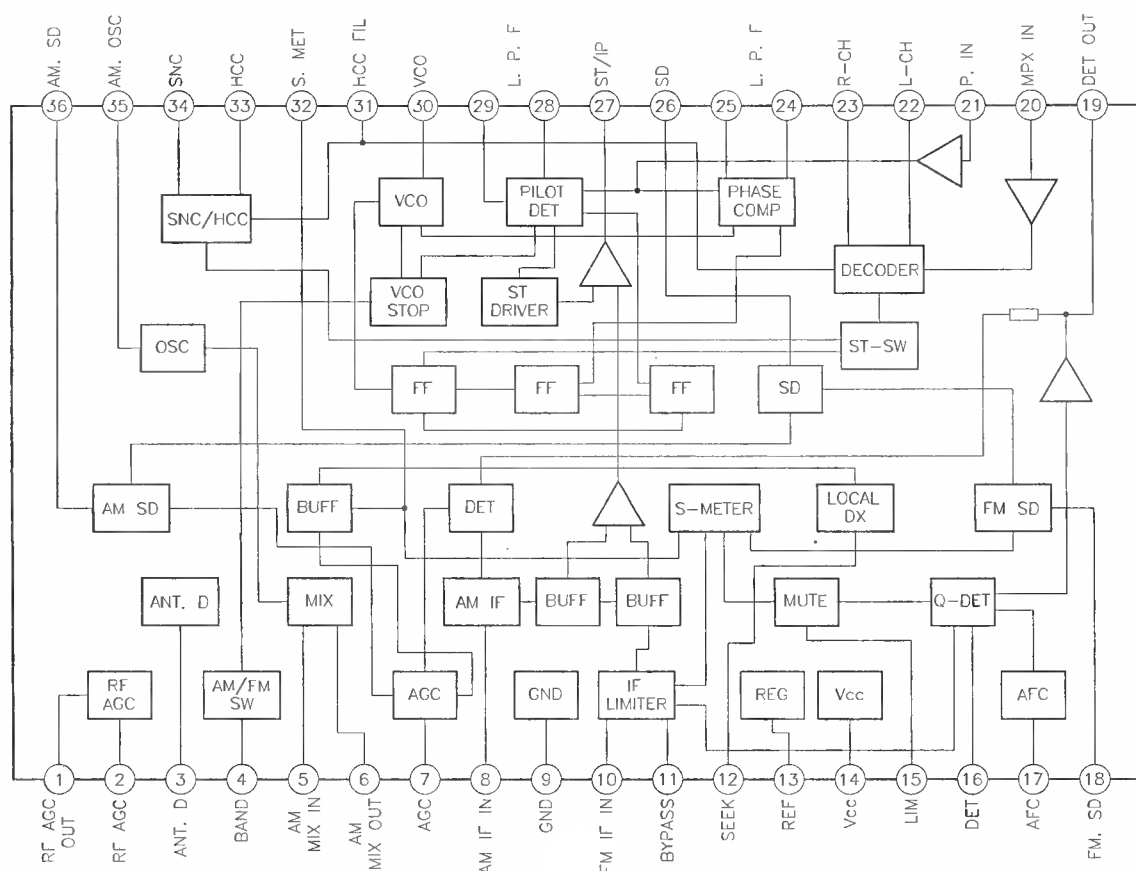 AM. SD
AM. OSC
SNC
HCC
S. MET
HCC FIL
VCO
L. P. F
ST/IP
SD
L. P. F
R-CH
L-CH
P. IN
MPX IN
DET OUT
36
35
34
33
32
31
30
29
28
27
26
25
24
23
22
21
20
19
SNC/HCC
VCO
PILOT
DET
PHASE
COMP
DECODER
VCO
STOP
ST
DRIVER
OSC
ST-SW
FF
FF
FF
SD
AM SD
BUFF
DET
S-METER
LOCAL
DX
FM SD
ANT. D
MIX
AM IF
BUFF
BUFF
MUTE
Q-DET
RF
AGC
AM/FM
SW
AGC
GND
IF
LIMITER
REG
Vcc
AFC
1
2
3
4
5
6
7
8
9
10
11
12
13
14
15
16
17
18
RF AGC
OUT
RF AGC
ANT. D
BAND
AM
MIX IN
AM
MIX OUT
AGC
AM IF IN
GND
FM IF IN
BYPASS
SEEK
REF
Vcc
LIM
DET
AFC
FM. SD